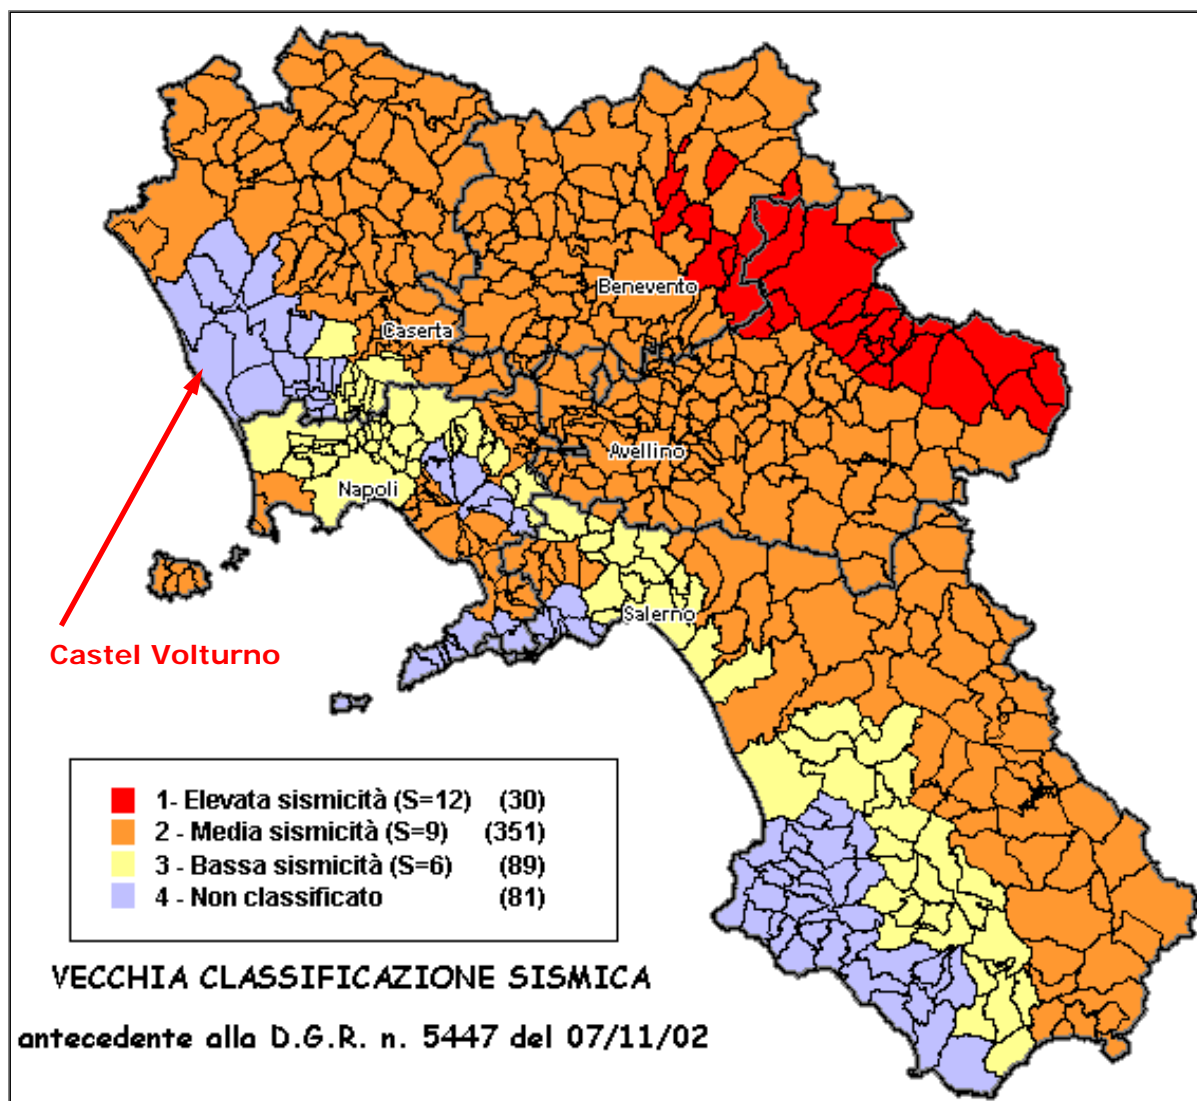 Benevento
Caserta
Avellino
Napoli
Salerno
Castel Volturno
1- Elevata sismicità (S=12) (30)
2 - Media sismicità (S=9) (351)
3 - Bassa sismicità (S=6) (89)
4 - Non classificato (81)
VECCHIA CLASSIFICAZIONE SISMICA
antecedente alla D.G.R. n. 5447 del 07/11/02